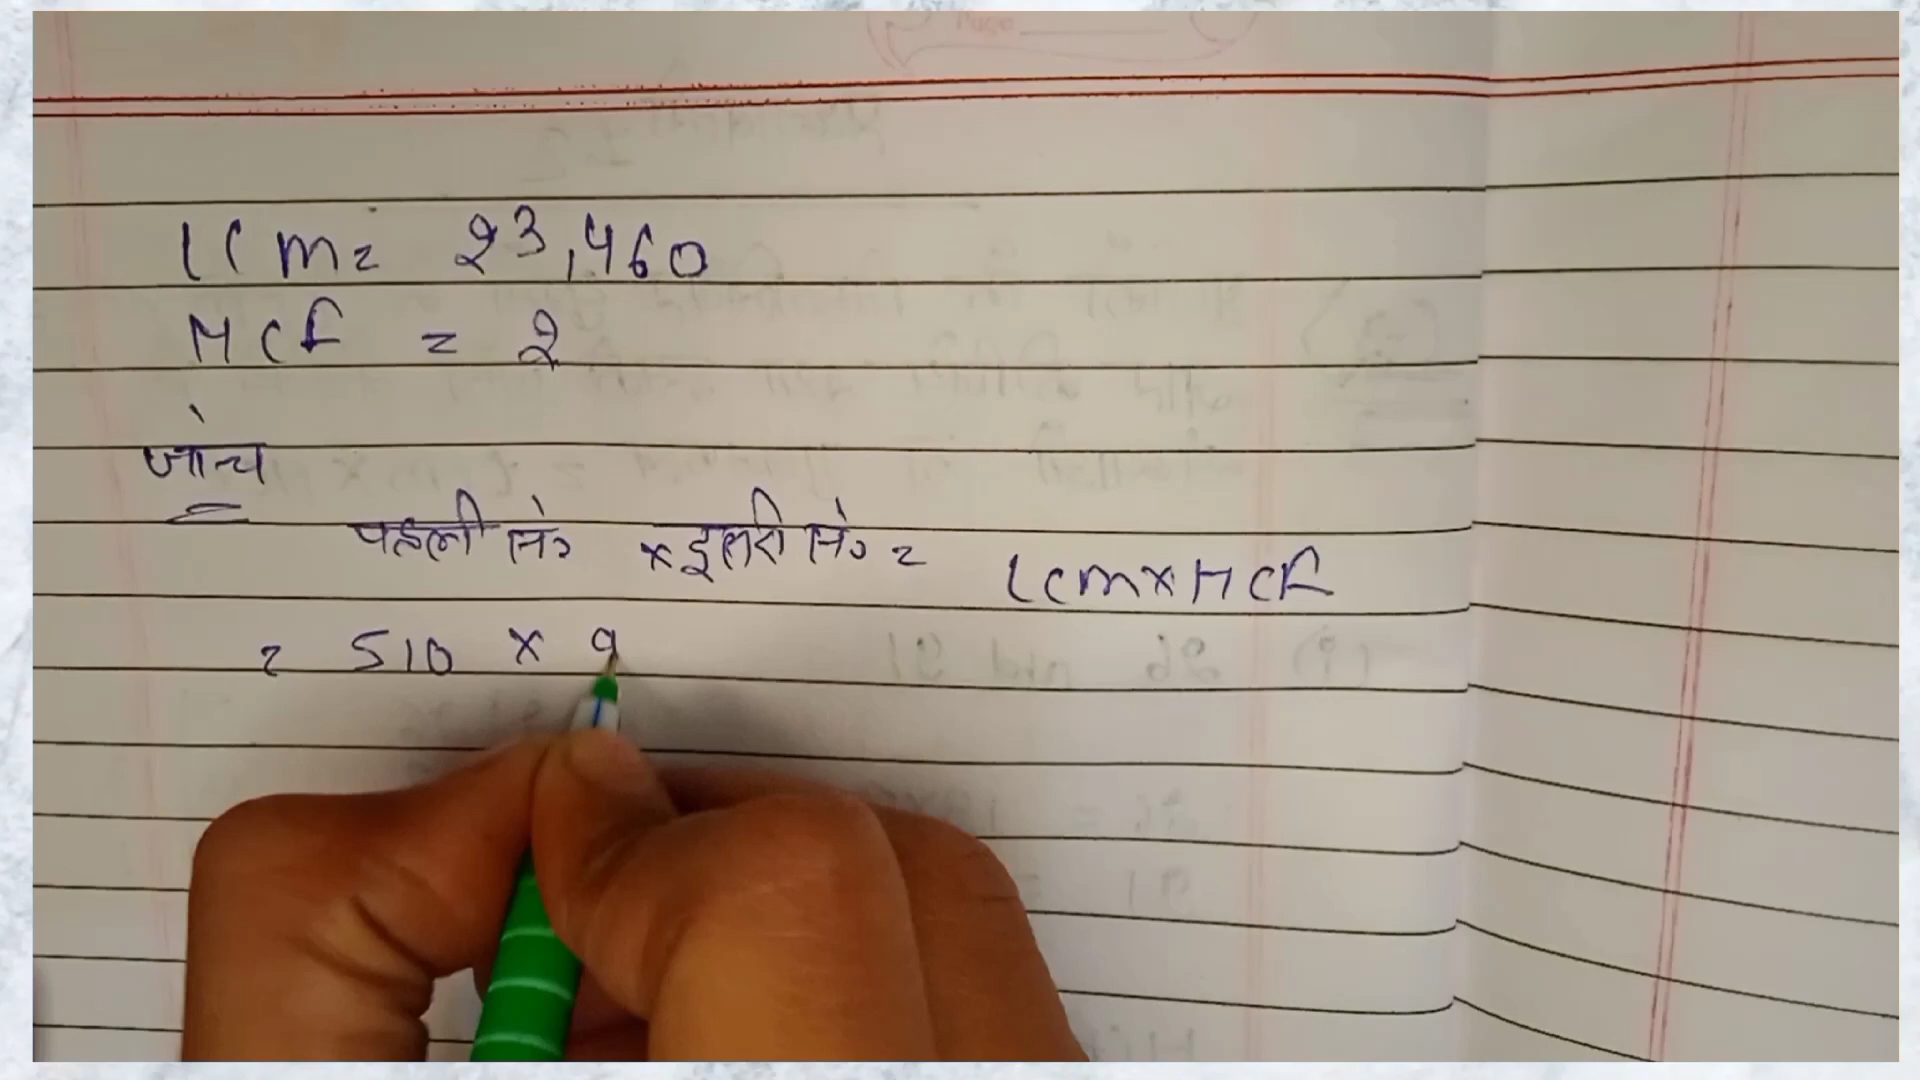 LCM = 23,460
HCF = 2
जांच
पहली सं० × दूसरी सं० = LCM × HCF
= 510 × 9